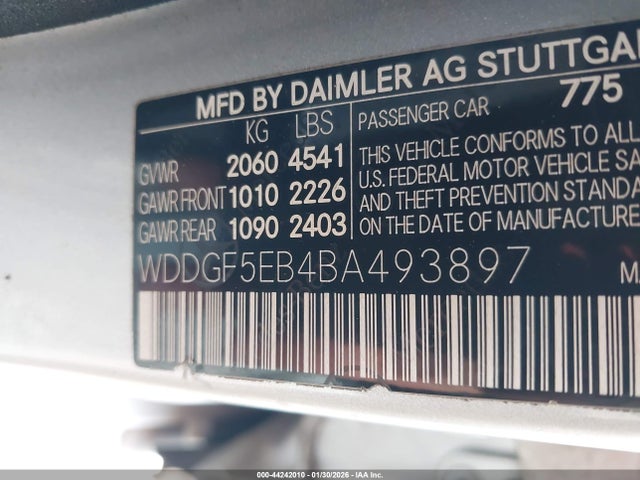 MFD BY DAIMLER AG STUTTGA
KG LBS
PASSENGER CAR 775
GVWR 2060 4541
GAWR FRONT 1010 2226
GAWR REAR 1090 2403
THIS VEHICLE CONFORMS TO ALL
U.S. FEDERAL MOTOR VEHICLE SA
AND THEFT PREVENTION STANDA
ON THE DATE OF MANUFACTURE
WDDGF5EB4BA493897
000-44242010 - 01/30/2026 - IAAI.COM